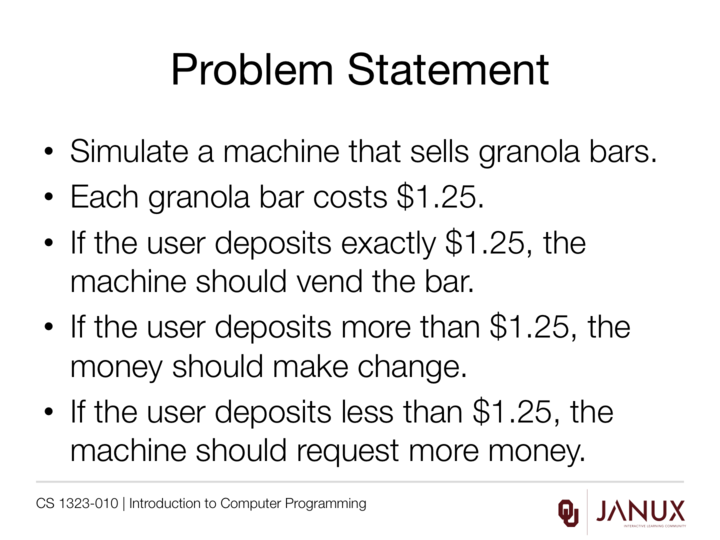 Problem Statement
• Simulate a machine that sells granola bars.
• Each granola bar costs $1.25.
• If the user deposits exactly $1.25, the
machine should vend the bar.
• If the user deposits more than $1.25, the
money should make change.
• If the user deposits less than $1.25, the
machine should request more money.
CS 1323-010 | Introduction to Computer Programming
OU JANUX
INTERACTIVE LEARNING COMMUNITY